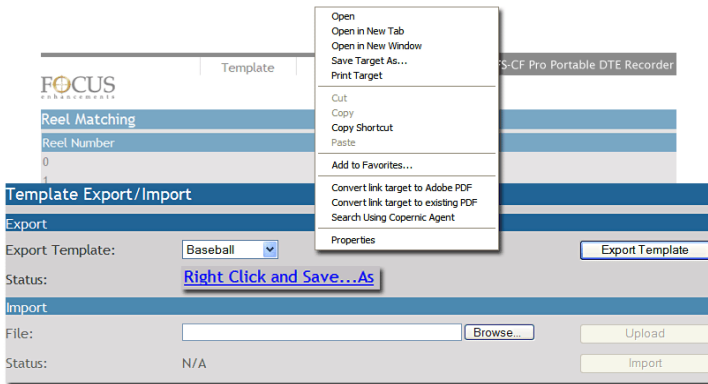 Open
Open in New Tab
Open in New Window
Save Target As...
Print Target
Cut
Copy
Copy Shortcut
Paste
Add to Favorites...
Convert link target to Adobe PDF
Convert link target to existing PDF
Search Using Copernic Agent
Properties
Template
FS-CF Pro Portable DTE Recorder
FOCUS
enhancements
Reel Matching
Reel Number
0
1
Template Export/Import
Export
Export Template: Baseball Export Template
Status: Right Click and Save...As
Import
File: Browse... Upload
Status: N/A Import